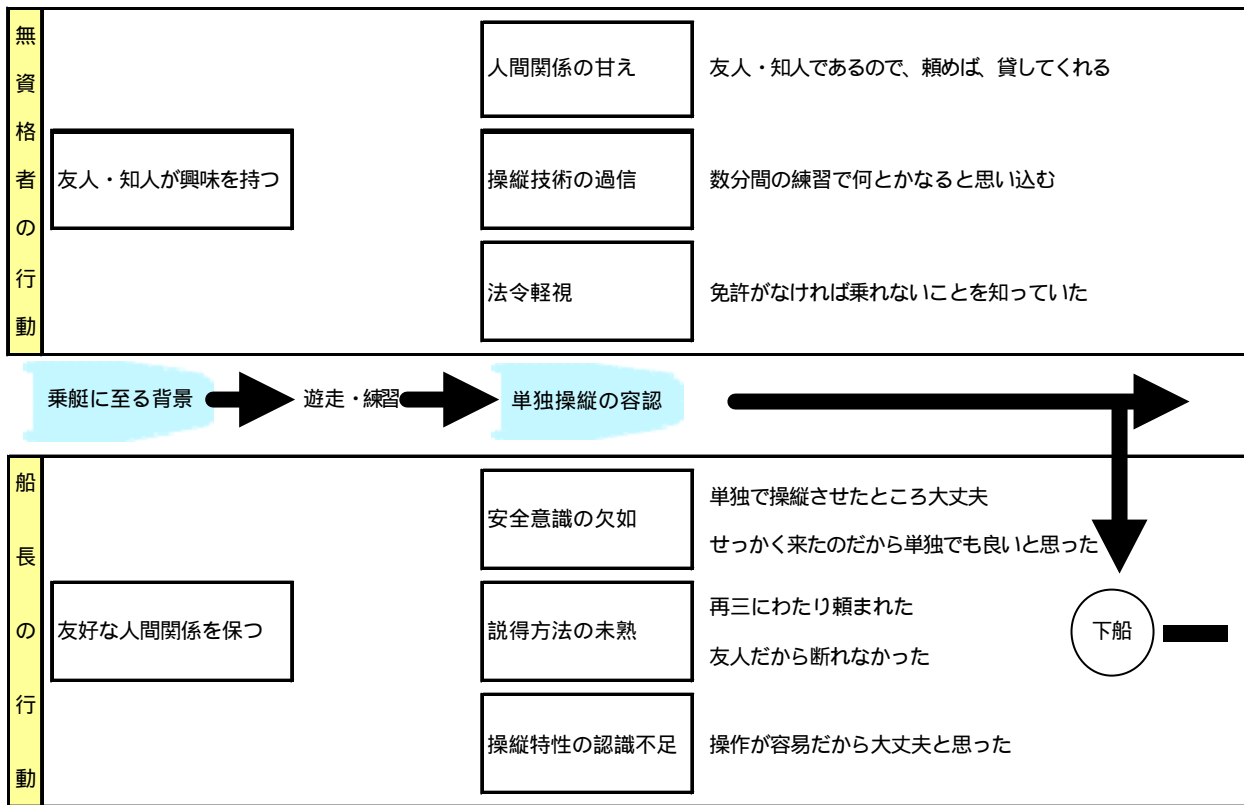 無資格者の行動
人間関係の甘え
友人・知人であるので、頼めば、貸してくれる
友人・知人が興味を持つ
操縦技術の過信
数分間の練習で何とかなると思い込む
法令軽視
免許がなければ乗れないことを知っていた
乗艇に至る背景
遊走・練習
単独操縦の容認
船長の行動
安全意識の欠如
単独で操縦させたところ大丈夫
せっかく来たのだから単独でも良いと思った
友好な人間関係を保つ
説得方法の未熟
再三にわたり頼まれた
友人だから断れなかった
下船
操縦特性の認識不足
操作が容易だから大丈夫と思った